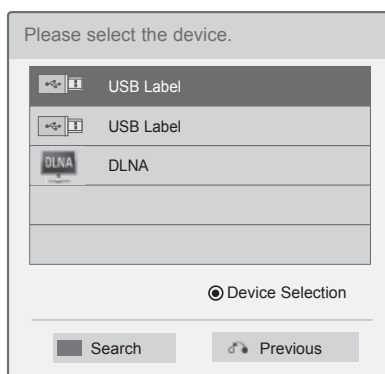 Please select the device.
USB Label
USB Label
DLNA DLNA
Device Selection
Search Previous